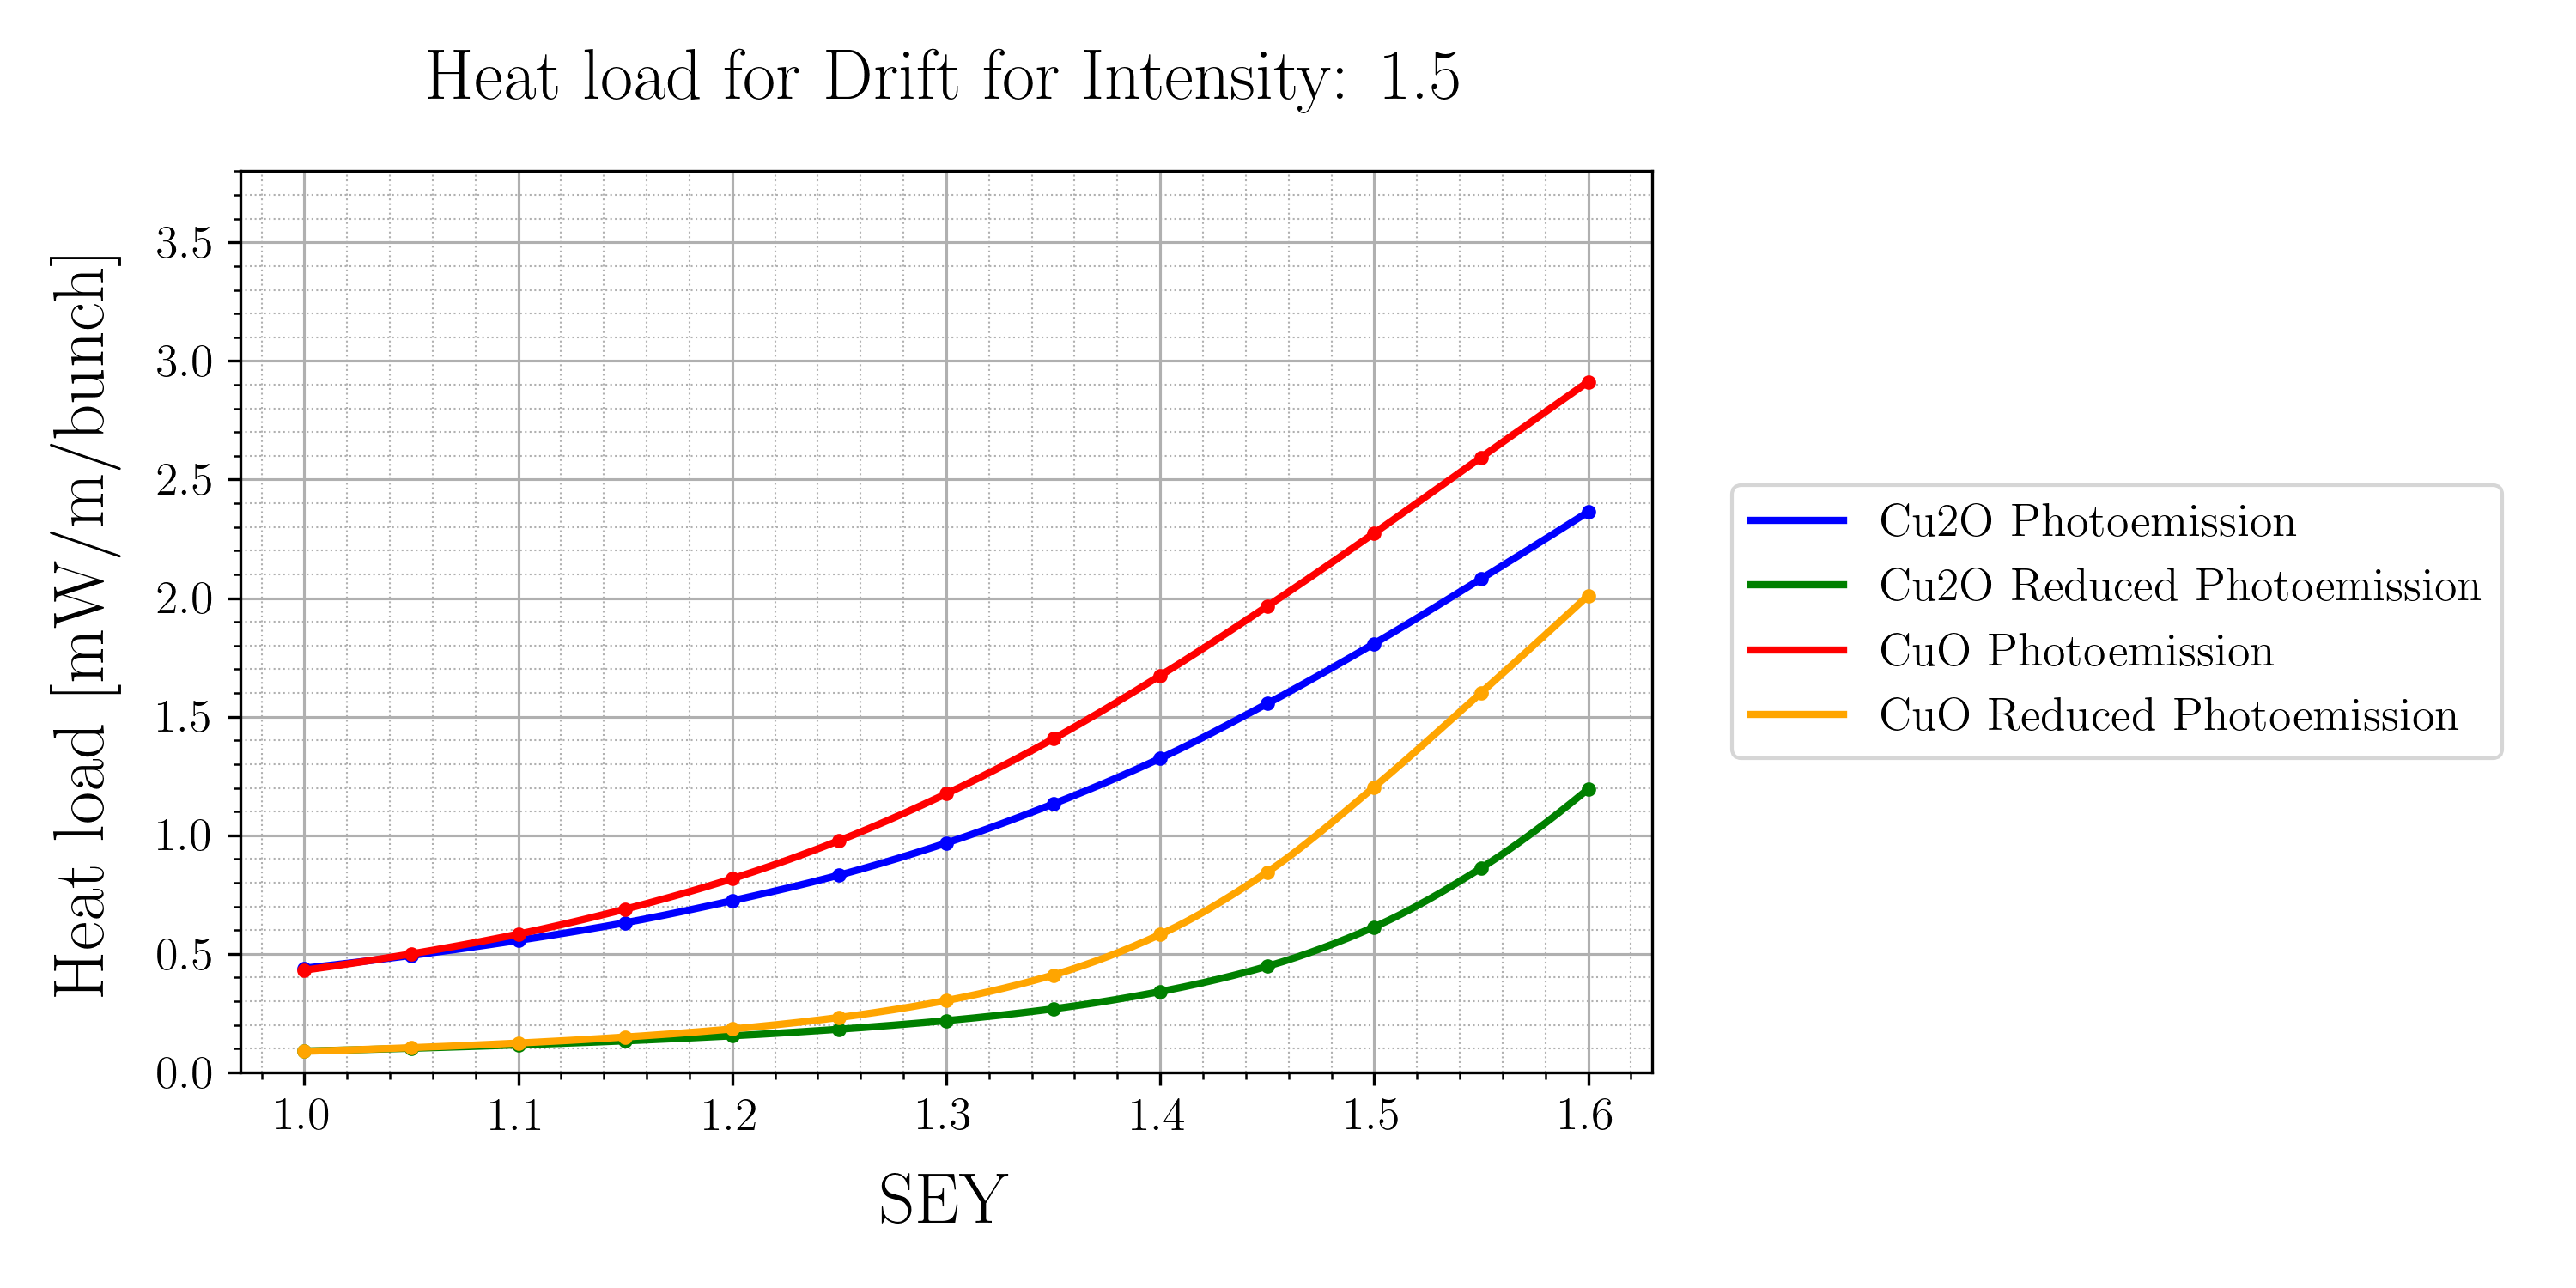 Heat load for Drift for Intensity: 1.5
Heat load [mW/m/bunch]
3.5
3.0
2.5
2.0
1.5
1.0
0.5
0.0
1.0 1.1 1.2 1.3 1.4 1.5 1.6
SEY
Cu2O Photoemission
Cu2O Reduced Photoemission
CuO Photoemission
CuO Reduced Photoemission